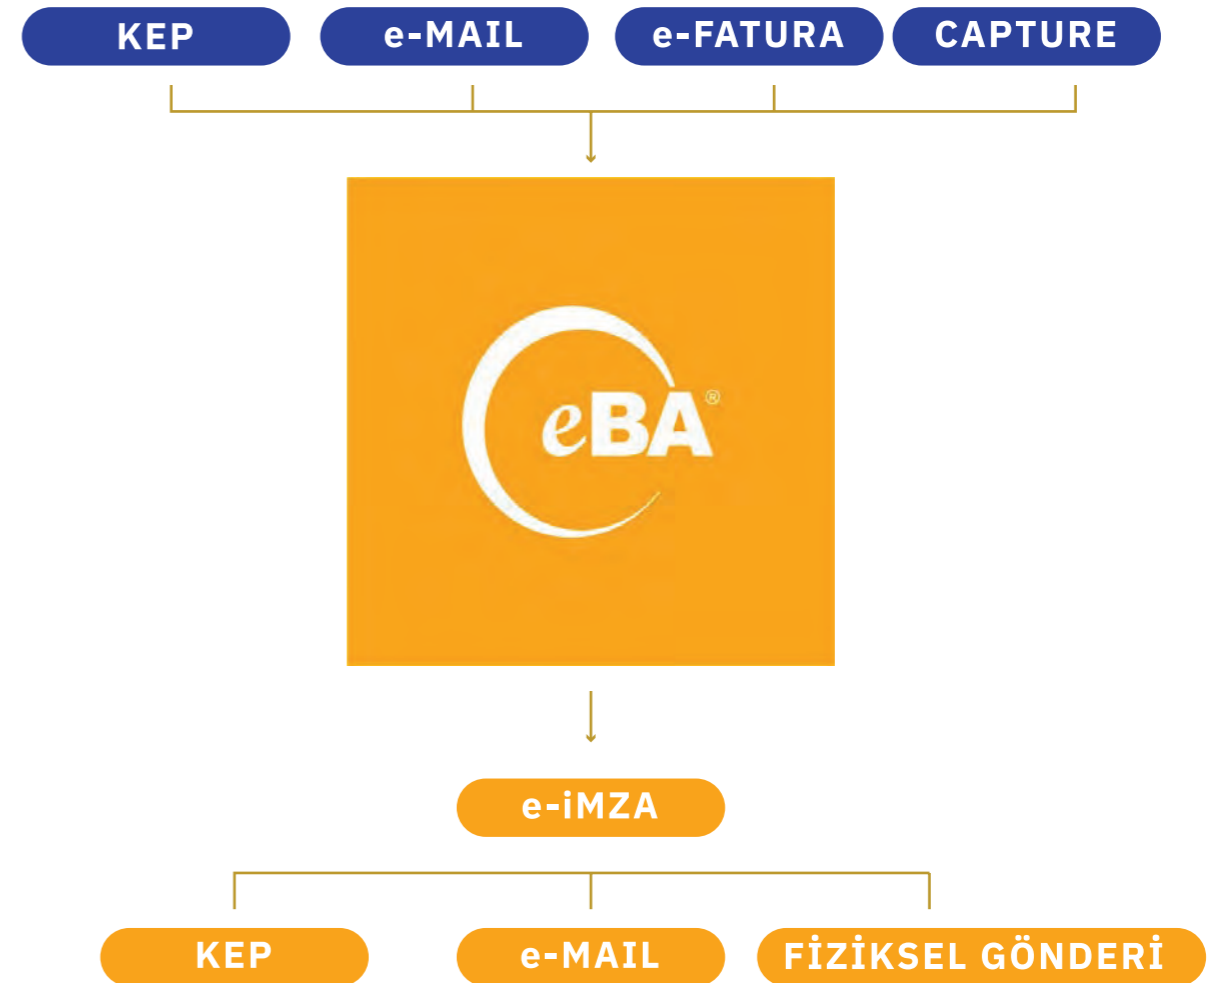 KEP
e-MAIL
e-FATURA
CAPTURE
eBA®
e-iMZA
KEP
e-MAIL
FİZİKSEL GÖNDERİ